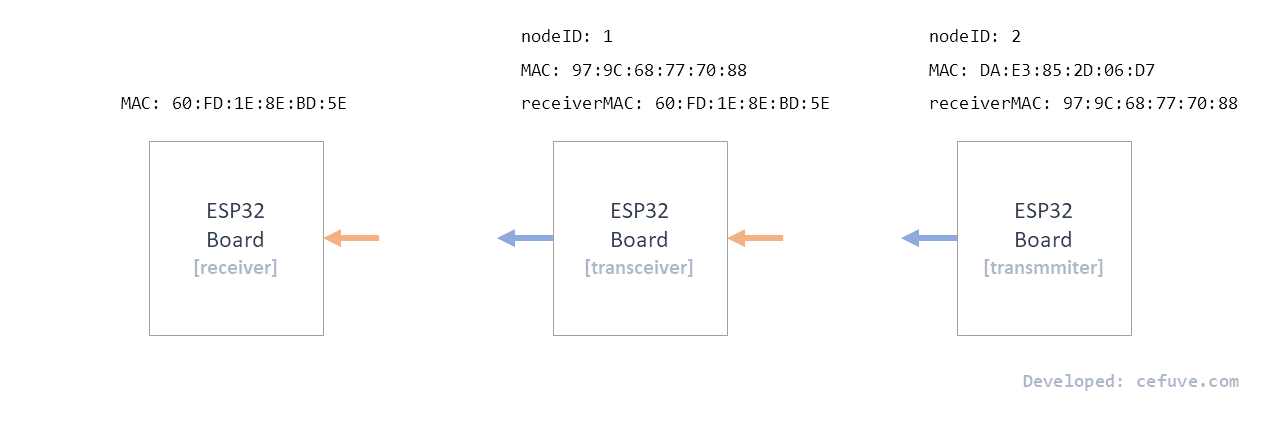 nodeID: 1
nodeID: 2
MAC: 97:9C:68:77:70:88
MAC: DA:E3:85:2D:06:D7
MAC: 60:FD:1E:8E:BD:5E
receiverMAC: 60:FD:1E:8E:BD:5E
receiverMAC: 97:9C:68:77:70:88
ESP32
Board
[receiver]
ESP32
Board
[transceiver]
ESP32
Board
[transmmiter]
Developed: cefuve.com